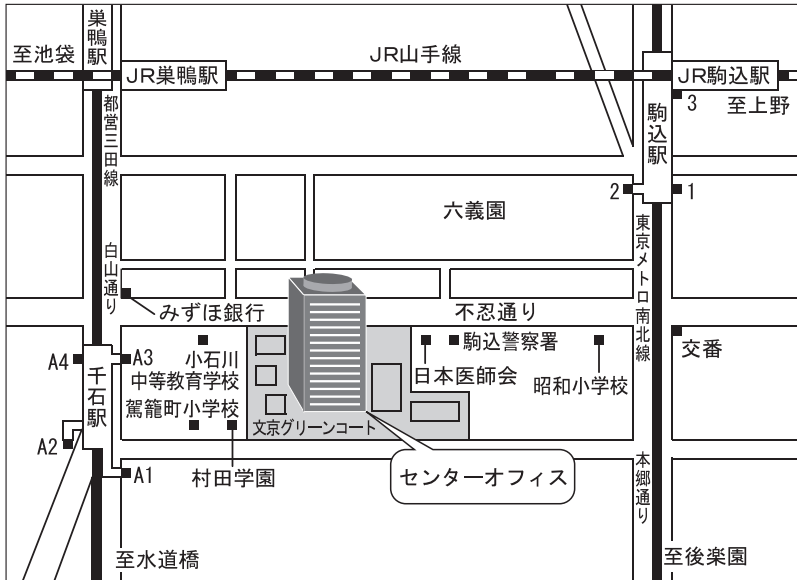 巣鴨駅
至池袋
JR巣鴨駅
JR山手線
JR駒込駅
3
至上野
駒込駅
都営三田線
2
1
六義園
東京メトロ南北線
白山通り
みずほ銀行
不忍通り
A4
千石駅
A3
小石川
中等教育学校
駕籠町小学校
駒込警察署
日本医師会
昭和小学校
交番
文京グリーンコート
A2
A1
村田学園
センターオフィス
本郷通り
至水道橋
至後楽園